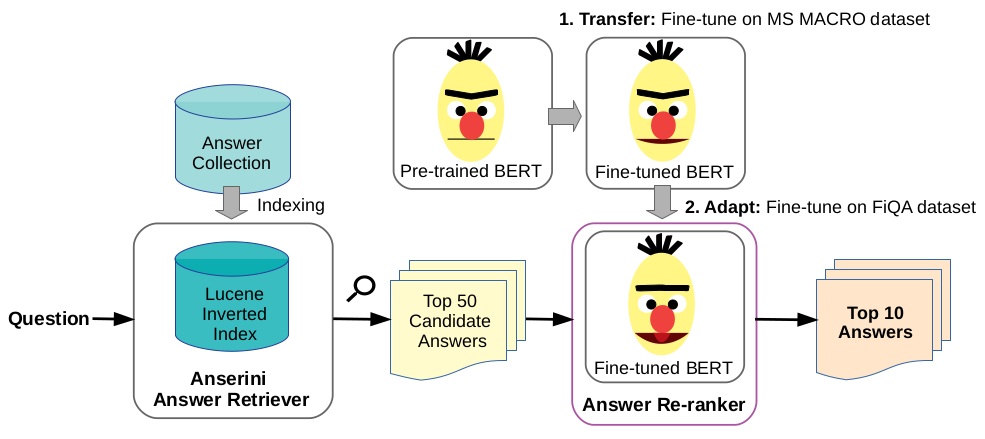 1. Transfer: Fine-tune on MS MACRO dataset
Answer
Collection
Pre-trained BERT
Fine-tuned BERT
Indexing
2. Adapt: Fine-tune on FiQA dataset
Question
Lucene
Inverted
Index
Anserini
Answer Retriever
Top 50
Candidate
Answers
Fine-tuned BERT
Answer Re-ranker
Top 10
Answers